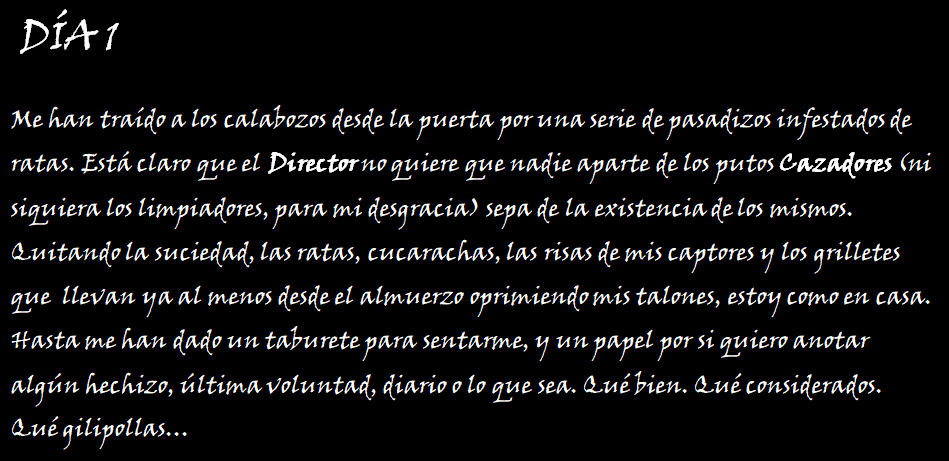 DÍA 1
Me han traído a los calabozos desde la puerta por una serie de pasadizos infestados de
ratas. Está claro que el Director no quiere que nadie aparte de los putos Cazadores (ni
siquiera los limpiadores, para mi desgracia) sepa de la existencia de los mismos.
Quitando la suciedad, las ratas, cucarachas, las risas de mis captores y los grilletes
que llevan ya al menos desde el almuerzo oprimiendo mis talones, estoy como en casa.
Hasta me han dado un taburete para sentarme, y un papel por si quiero anotar
algún hechizo, última voluntad, diario o lo que sea. Qué bien. Qué considerados.
Qué gilipollas...